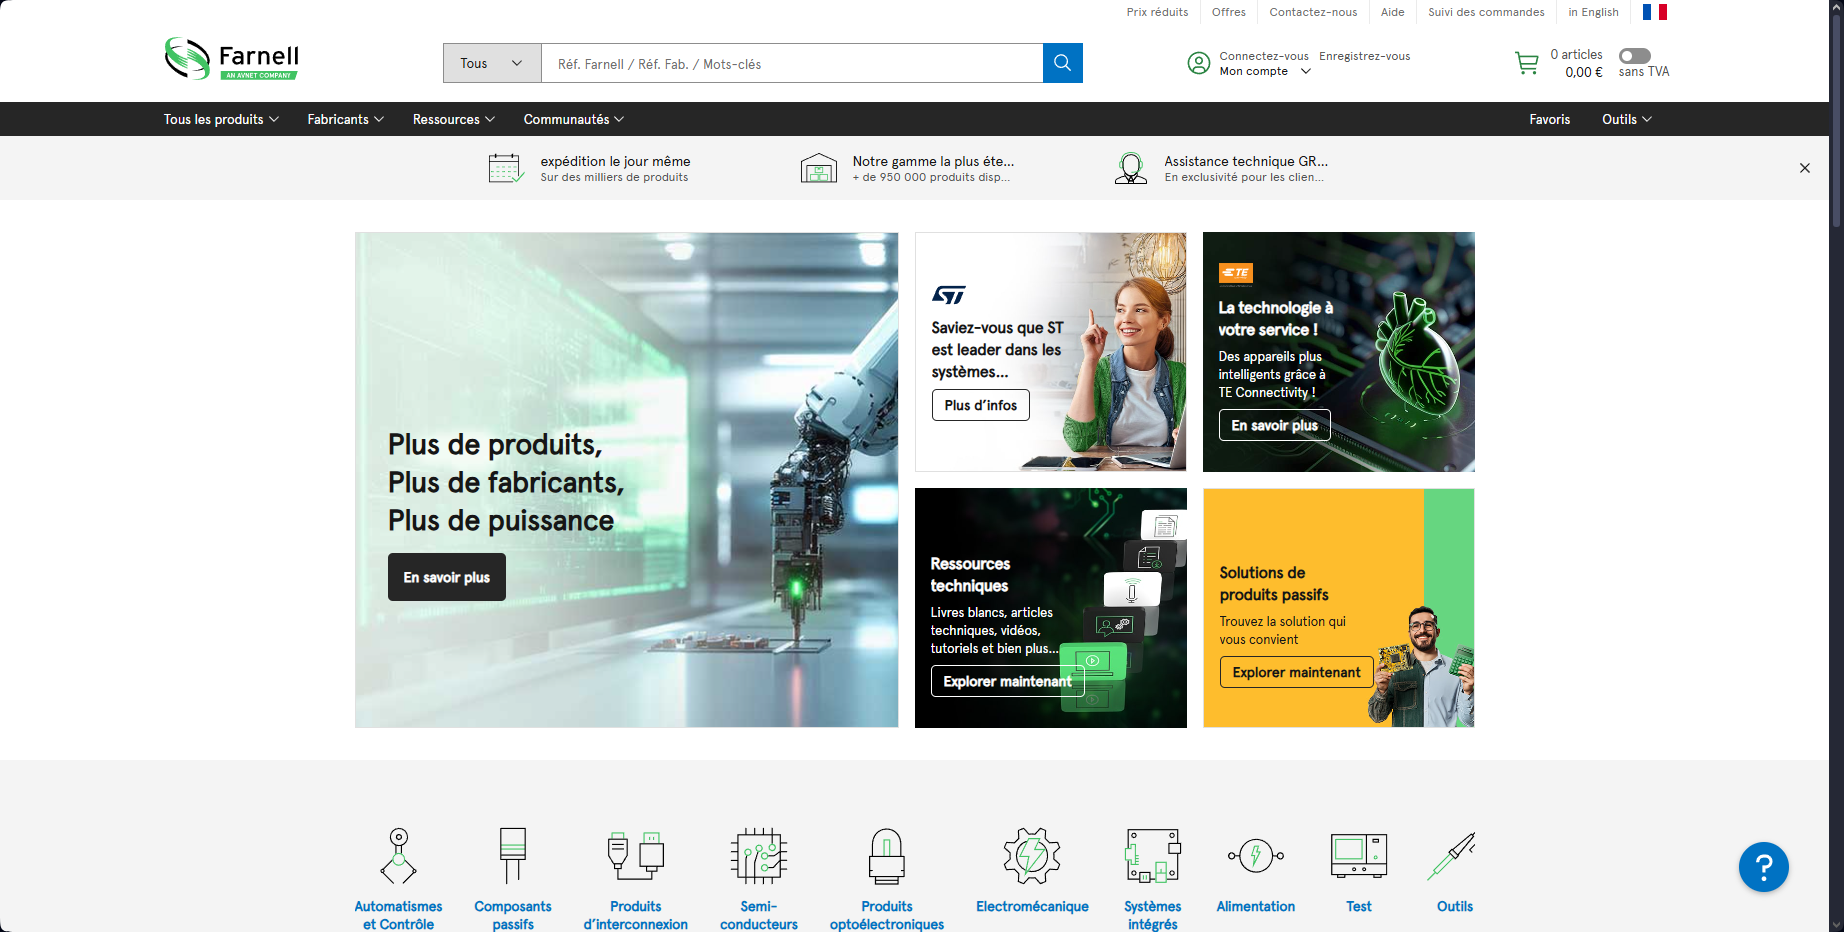 Prix réduits
Offres
Contactez-nous
Aide
Suivi des commandes
in English
Farnell
AN AVNET COMPANY
Tous
Réf. Farnell / Réf. Fab. / Mots-clés
Connectez-vous
Enregistrez-vous
Mon compte
0 articles
0,00 €
sans TVA
Tous les produits
Fabricants
Ressources
Communautés
Favoris
Outils
expédition le jour même
Sur des milliers de produits
Notre gamme la plus éte...
+ de 950 000 produits disp...
Assistance technique GR...
En exclusivité pour les clien...
Plus de produits,
Plus de fabricants,
Plus de puissance
En savoir plus
ST
Saviez-vous que ST
est leader dans les
systèmes...
Plus d’infos
TE
La technologie à
votre service !
Des appareils plus
intelligents grâce à
TE Connectivity !
En savoir plus
Ressources
techniques
Livres blancs, articles
techniques, vidéos,
tutoriels et bien plus...
Explorer maintenant
Solutions de
produits passifs
Trouvez la solution qui
vous convient
Explorer maintenant
Automatismes
et Contrôle
Composants
passifs
Produits
d’interconnexion
Semi-
conducteurs
Produits
optoélectroniques
Electromécanique
Systèmes
intégrés
Alimentation
Test
Outils
?